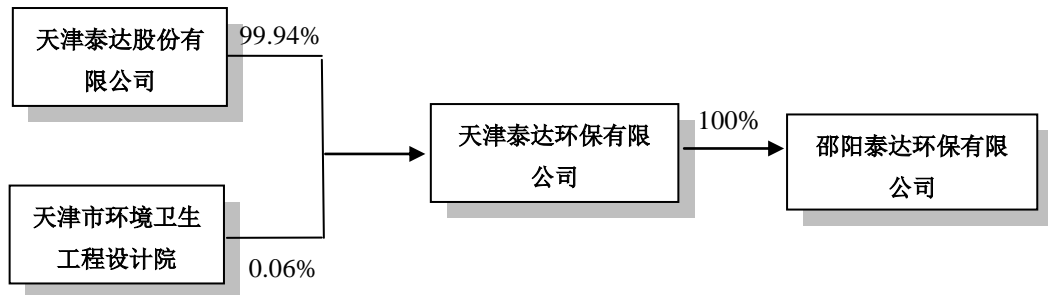 天津泰达股份有
限公司
99.94%
天津市环境卫生
工程设计院
0.06%
天津泰达环保有限
公司
100%
邵阳泰达环保有限
公司